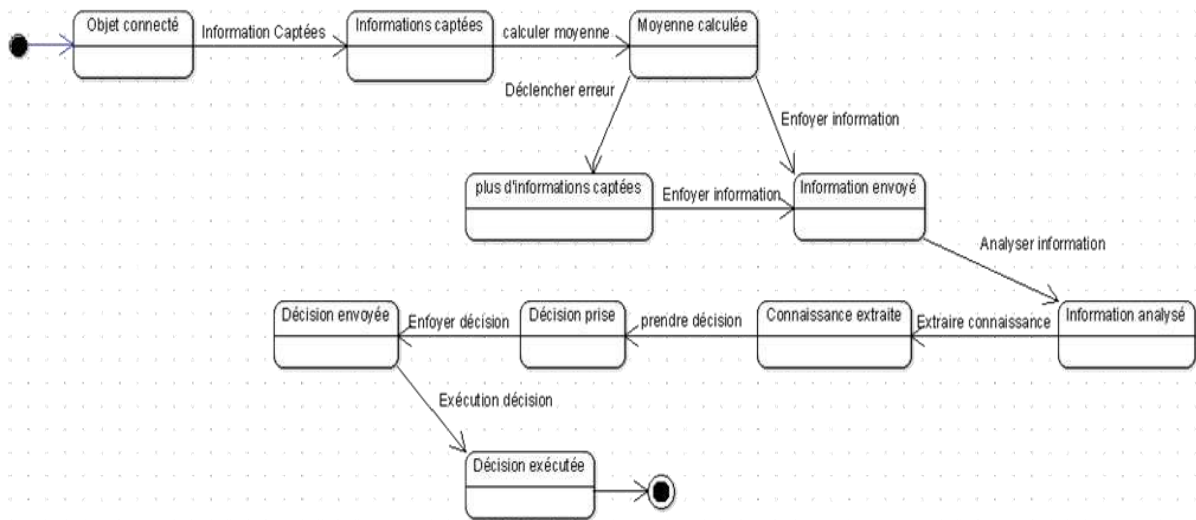 Objet connecté
Information Captées
Informations captées
calculer moyenne
Moyenne calculée
Déclencher erreur
Enfoyer information
plus d'informations captées
Enfoyer information
Information envoyé
Analyser information
Décision envoyée
Enfoyer décision
Décision prise
prendre décision
Connaissance extraite
Extraire connaissance
Information analysé
Exécution décision
Décision exécutée